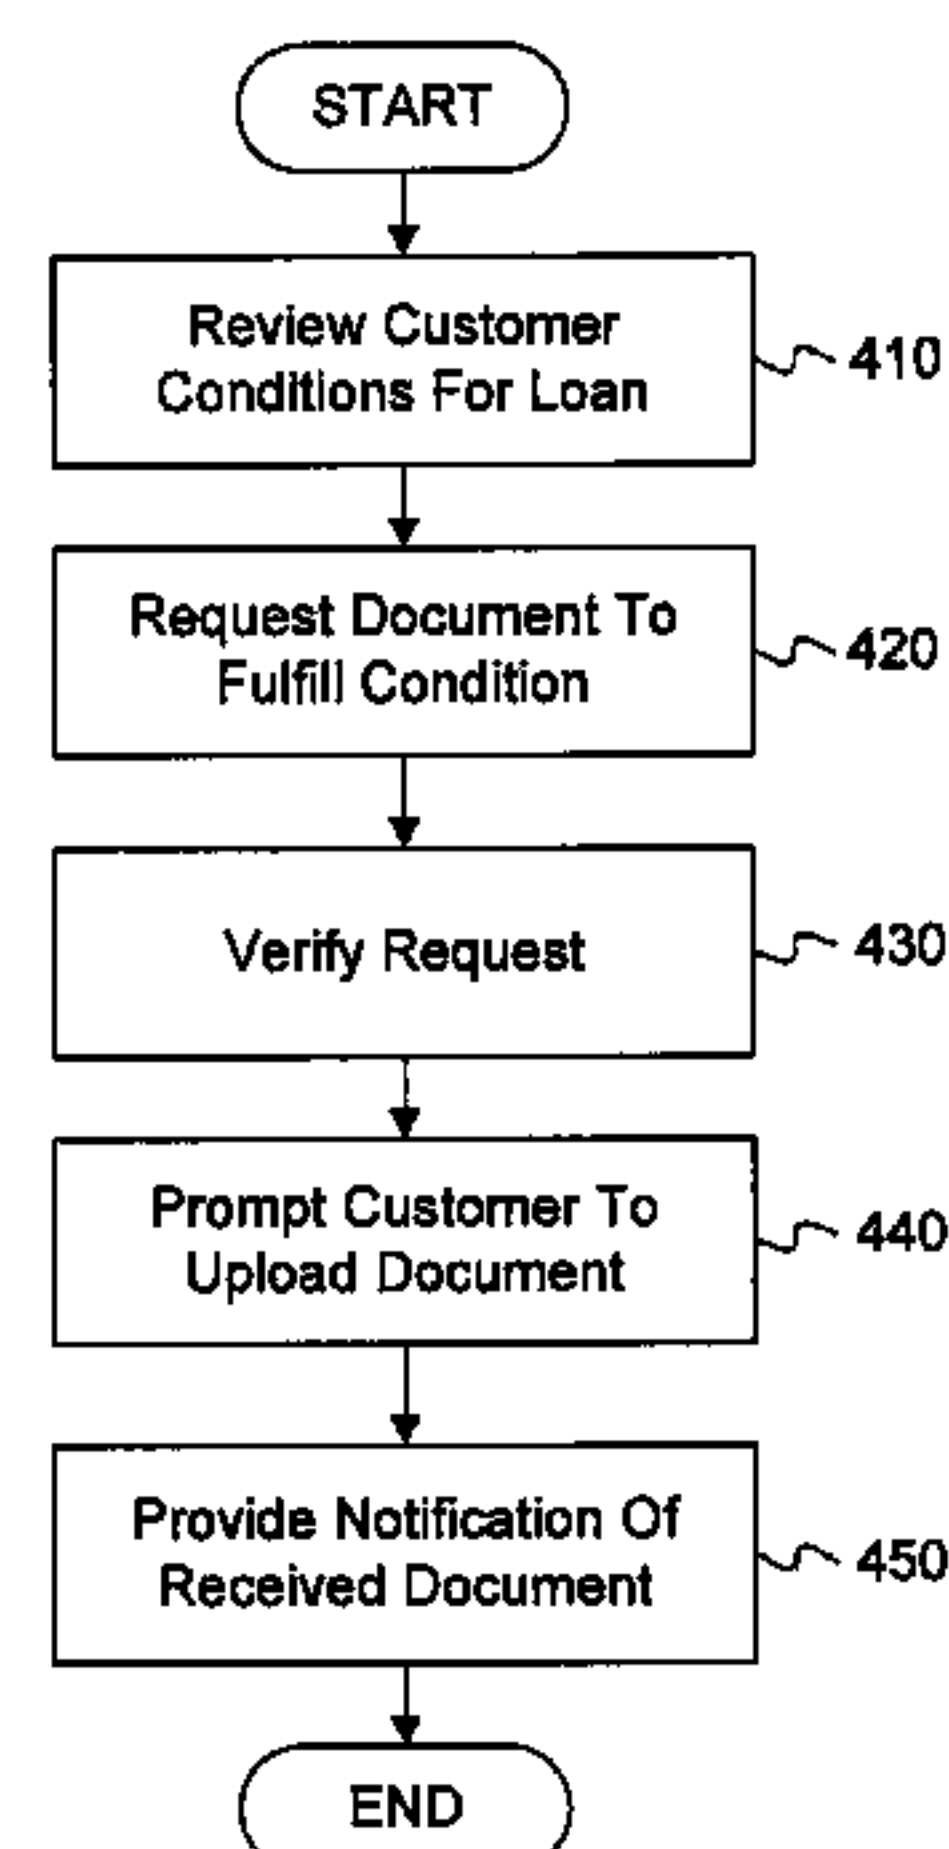 START
Review Customer
Conditions For Loan
410
Request Document To
Fulfill Condition
420
Verify Request
430
Prompt Customer To
Upload Document
440
Provide Notification Of
Received Document
450
END